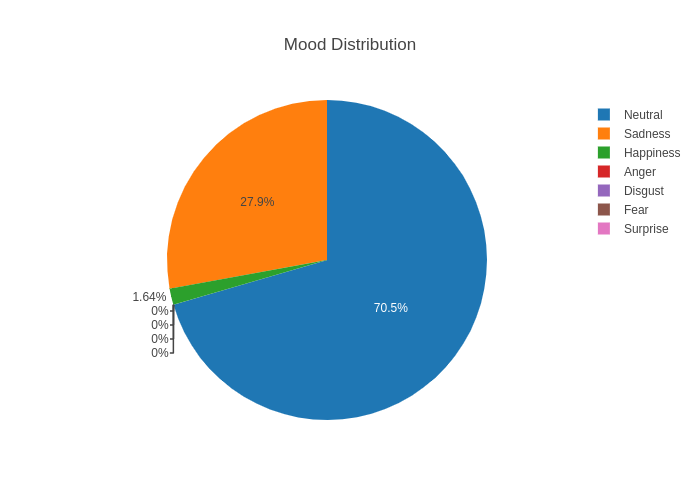 Mood Distribution
Neutral
Sadness
Happiness
Anger
Disgust
Fear
Surprise
27.9%
1.64%
0%
0%
0%
0%
70.5%